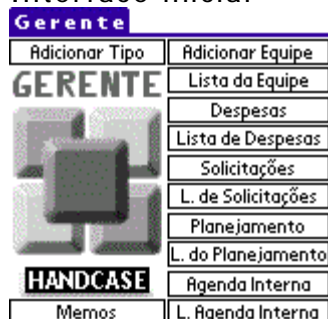 Interface Inicial
Gerente
Adicionar Tipo
Adicionar Equipe
GERENTE
Lista da Equipe
Despesas
Lista de Despesas
Solicitações
L. de Solicitações
Planejamento
L. do Planejamento
HANDCASE
Agenda Interna
Memos
L. Agenda Interna